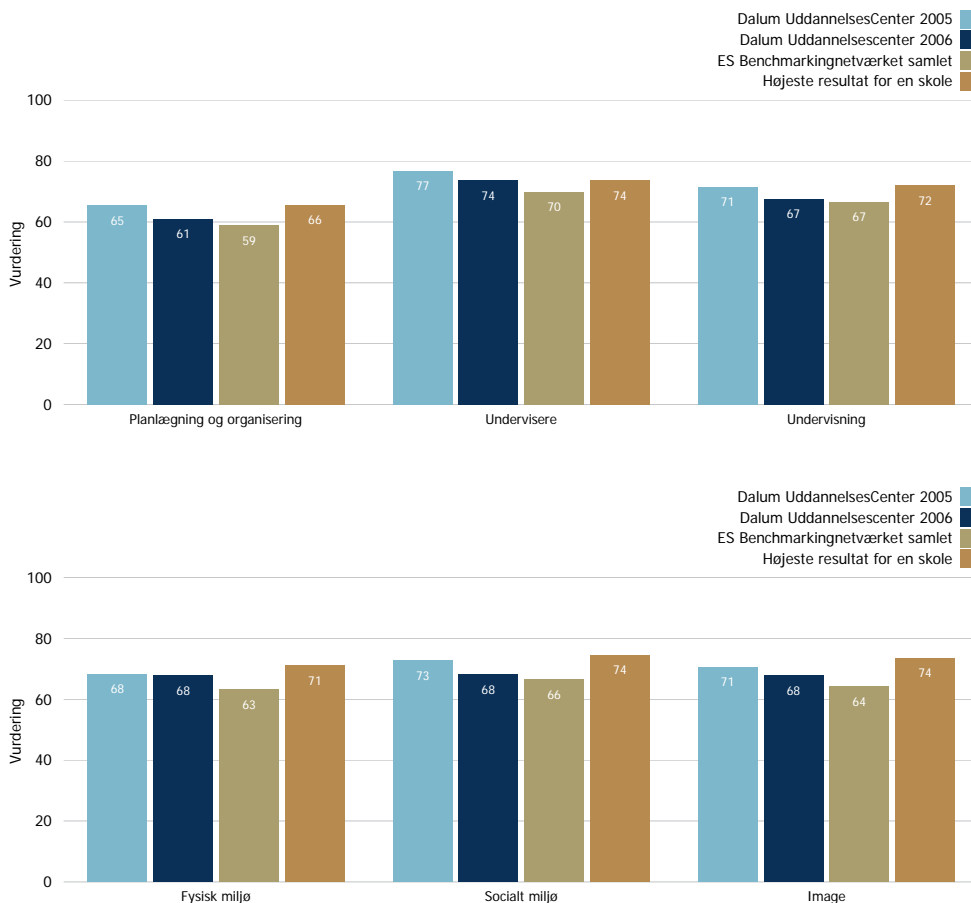 Dalum UddannelsesCenter 2005
Dalum Uddannelsescenter 2006
ES Benchmarkingnetværket samlet
Højeste resultat for en skole
100
80
60
40
20
0
Vurdering
65 61 59 66
77 74 70 74
71 67 67 72
Planlægning og organisering Undervisere Undervisning
Dalum UddannelsesCenter 2005
Dalum Uddannelsescenter 2006
ES Benchmarkingnetværket samlet
Højeste resultat for en skole
100
80
60
40
20
0
Vurdering
68 68 63 71
73 68 66 74
71 68 64 74
Fysisk miljø Socialt miljø Image